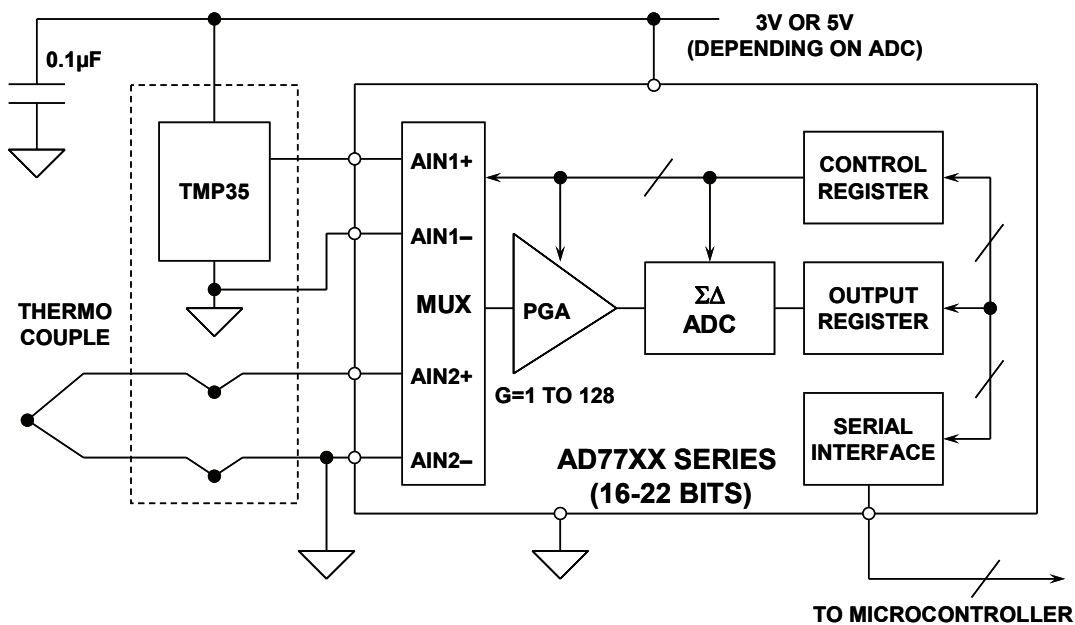 3V OR 5V
(DEPENDING ON ADC)
0.1µF
TMP35
AIN1+
AIN1–
MUX
AIN2+
AIN2–
THERMO
COUPLE
PGA
G=1 TO 128
ΣΔ
ADC
CONTROL
REGISTER
OUTPUT
REGISTER
SERIAL
INTERFACE
AD77XX SERIES
(16-22 BITS)
TO MICROCONTROLLER